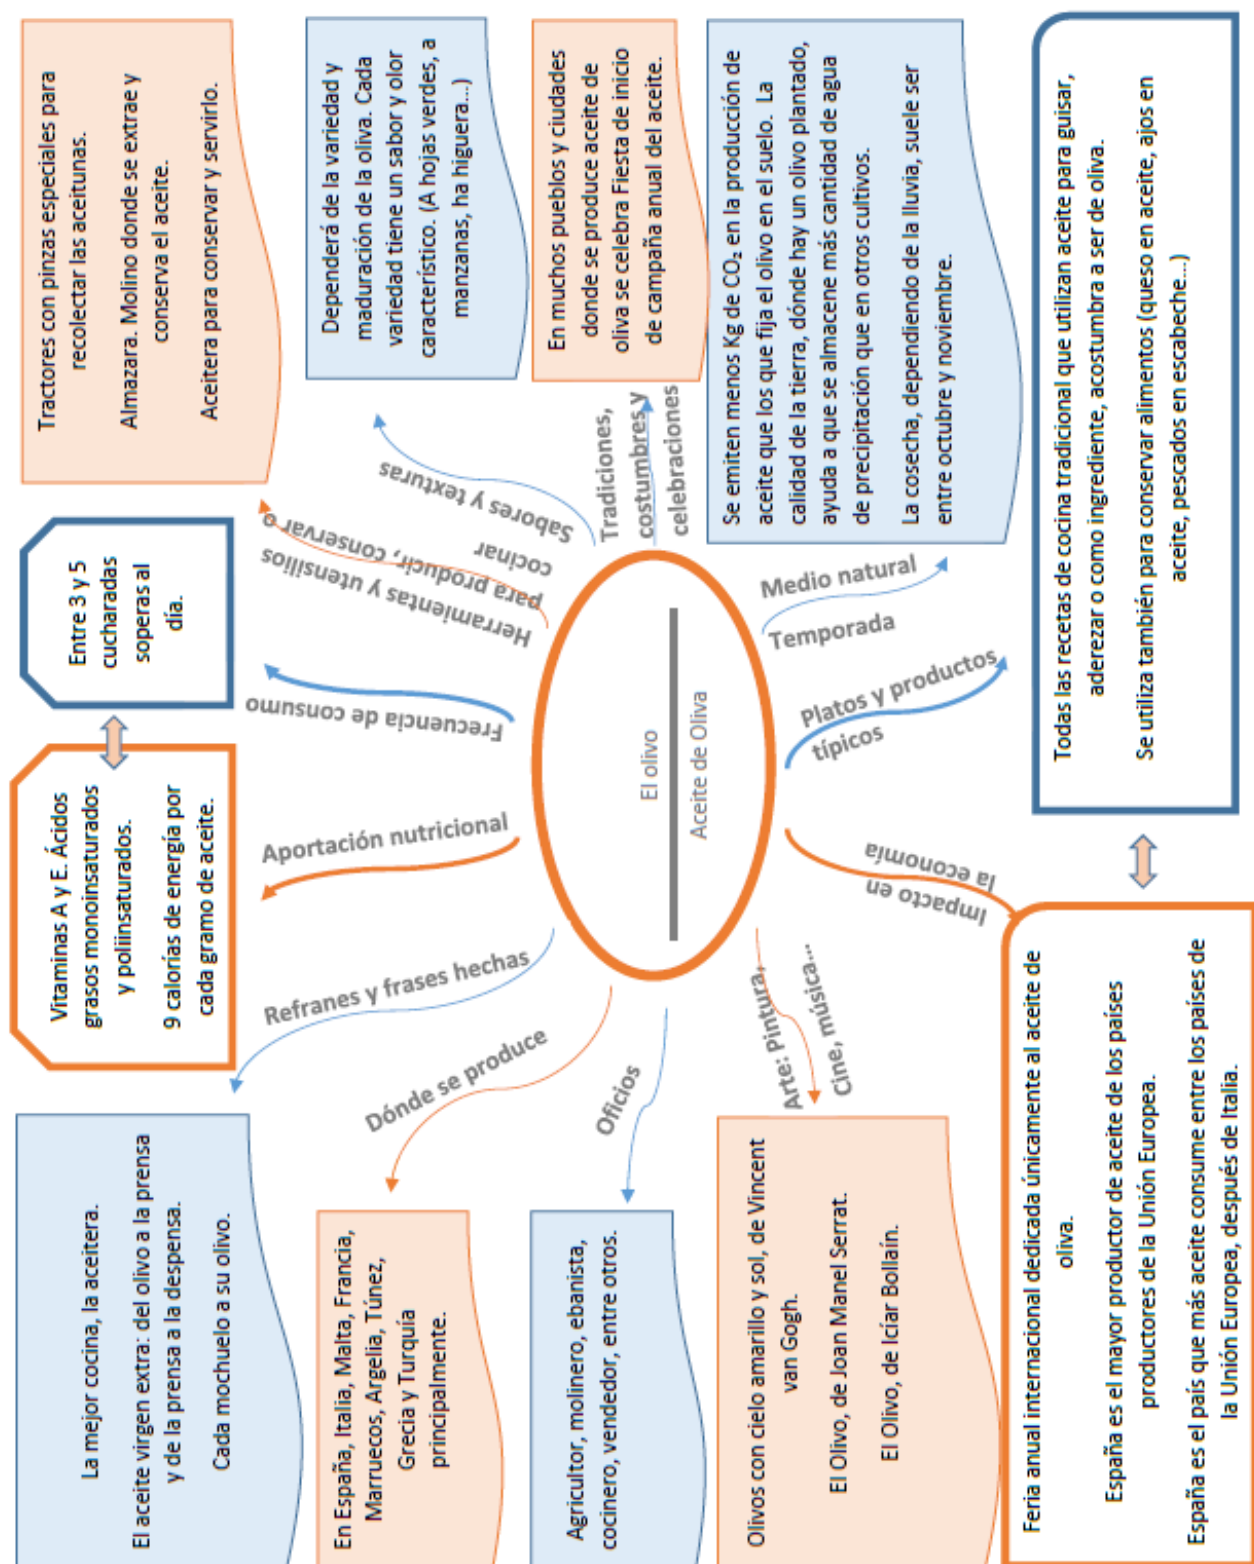 La mejor cocina, la aceitera.
El aceite virgen extra: del olivo a la prensa
y de la prensa a la despensa.
Cada mochuelo a su olivo.
Refranes y frases hechas
Vitaminas A y E. Ácidos
grasos monoinsaturados
y poliinsaturados.
9 calorías de energía por
cada gramo de aceite.
Aportación nutricional
Entre 3 y 5
cucharadas
soperas al
día.
Frecuencia de consumo
Tractores con pinzas especiales para
recolectar las aceitunas.
Almazara. Molino donde se extrae y
conserva el aceite.
Aceitera para conservar y servirlo.
Herramientas y utensilios
para producir, conservar o
cocinar
En España, Italia, Malta, Francia,
Marruecos, Argelia, Túnez,
Grecia y Turquía
principalmente.
Dónde se produce
Dependerá de la variedad y
maduración de la oliva. Cada
variedad tiene un sabor y olor
característico. (A hojas verdes, a
manzanas, ha higuera...)
Sabores y texturas
Agricultor, molinero, ebanista,
cocinero, vendedor, entre otros.
Oficios
El olivo
Aceite de Oliva
Tradiciones,
costumbres y
celebraciones
En muchos pueblos y ciudades
donde se produce aceite de
oliva se celebra Fiesta de inicio
de campaña anual del aceite.
Olivos con cielo amarillo y sol, de Vincent
van Gogh.
El Olivo, de Joan Manel Serrat.
El Olivo, de Icíar Bollaín.
Arte: Pintura,
Cine, música...
Medio natural
Temporada
Se emiten menos Kg de CO₂ en la producción de
aceite que los que fija el olivo en el suelo. La
calidad de la tierra, dónde hay un olivo plantado,
ayuda a que se almacene más cantidad de agua
de precipitación que en otros cultivos.
La cosecha, dependiendo de la lluvia, suele ser
entre octubre y noviembre.
Impacto en
la economía
Feria anual internacional dedicada únicamente al aceite de
oliva.
España es el mayor productor de aceite de los países
productores de la Unión Europea.
España es el país que más aceite consume entre los países de
la Unión Europea, después de Italia.
Platos y productos
típicos
Todas las recetas de cocina tradicional que utilizan aceite para guisar,
aderezar o como ingrediente, acostumbra a ser de oliva.
Se utiliza también para conservar alimentos (queso en aceite, ajos en
aceite, pescados en escabeche...)